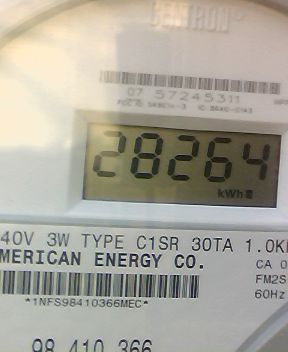 CENTRON
07 57245311
28264
kWh
40V 3W TYPE C1SR 30TA 1.0K
MERICAN ENERGY CO.
CA 0
FM2S
60Hz
*1NFS98410366MEC*
98 410 366